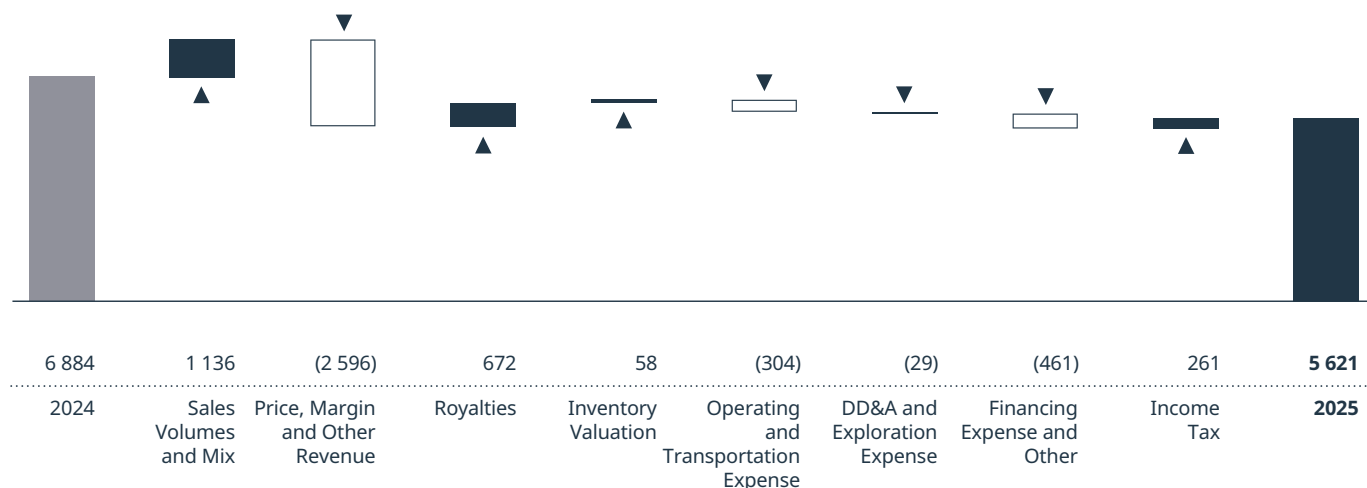 6 884 1 136 (2 596) 672 58 (304) (29) (461) 261 5 621
2024 Sales Price, Margin Royalties Inventory Operating DD&A and Financing Income 2025
Volumes and Other Valuation and Exploration Expense and Tax
and Mix Revenue Transportation Expense Other
Expense